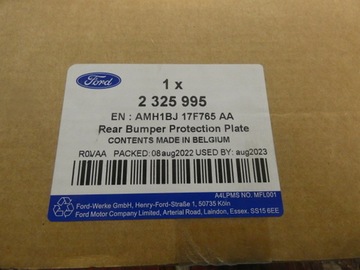 Ford
1 x
2 325 995
EN : AMH1BJ 17F765 AA
Rear Bumper Protection Plate
CONTENTS MADE IN BELGIUM
R0VAA PACKED: 08aug2022 USED BY: aug2023
A4LPMS NO. MFL001
Ford-Werke GmbH, Henry-Ford-Straße 1, 50735 Köln
Ford Motor Company Limited, Arterial Road, Laindon, Essex. SS15 6EE